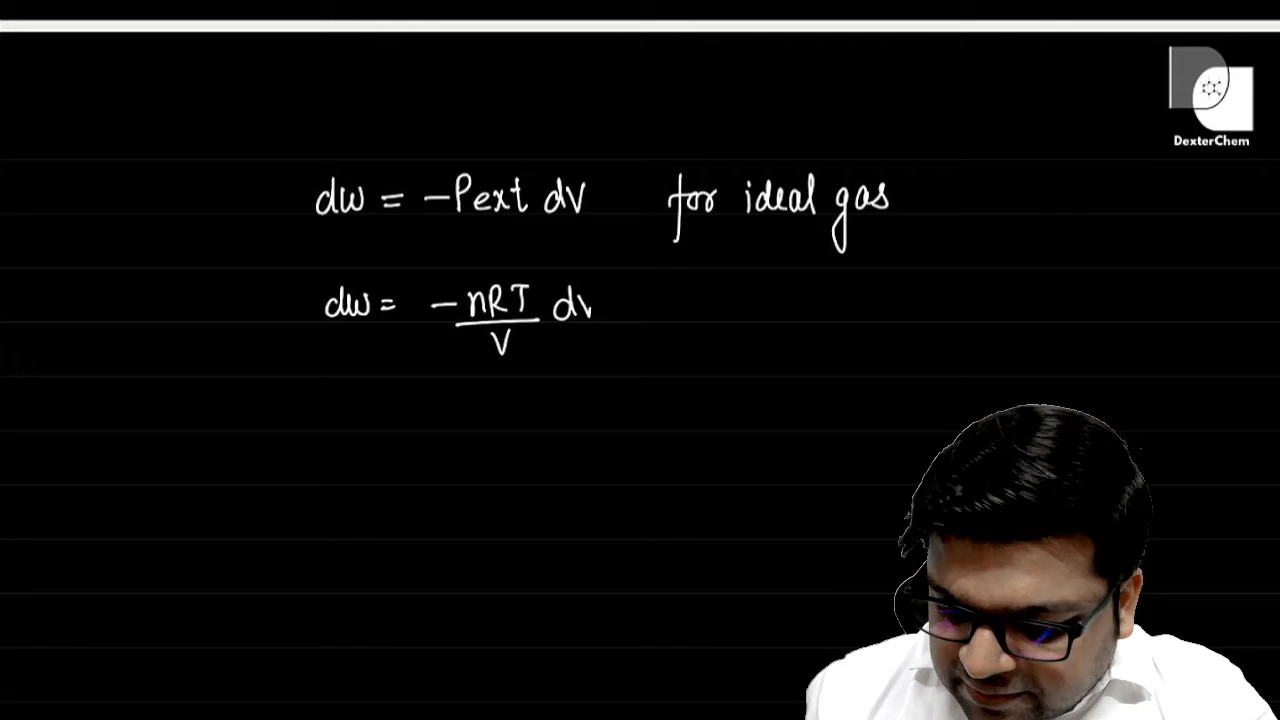 DexterChem
dw = -Pext dV for ideal gas
dw = -nRT/V dv